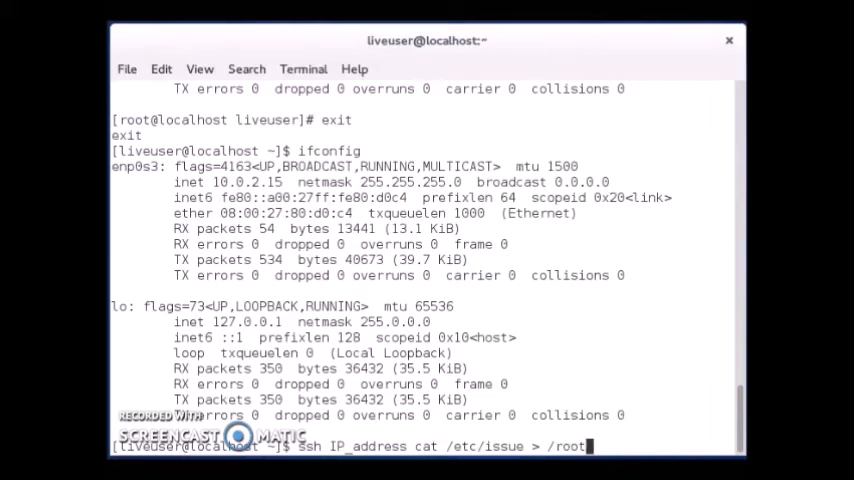 liveuser@localhost:~ ×
File Edit View Search Terminal Help
TX errors 0 dropped 0 overruns 0 carrier 0 collisions 0
[root@localhost liveuser]# exit
exit
[liveuser@localhost ~]$ ifconfig
enp0s3: flags=4163<UP,BROADCAST,RUNNING,MULTICAST> mtu 1500
inet 10.0.2.15 netmask 255.255.255.0 broadcast 0.0.0.0
inet6 fe80::a00:27ff:fe80:d0c4 prefixlen 64 scopeid 0x20<link>
ether 08:00:27:80:d0:c4 txqueuelen 1000 (Ethernet)
RX packets 54 bytes 13441 (13.1 KiB)
RX errors 0 dropped 0 overruns 0 frame 0
TX packets 534 bytes 40673 (39.7 KiB)
TX errors 0 dropped 0 overruns 0 carrier 0 collisions 0
lo: flags=73<UP,LOOPBACK,RUNNING> mtu 65536
inet 127.0.0.1 netmask 255.0.0.0
inet6 ::1 prefixlen 128 scopeid 0x10<host>
loop txqueuelen 0 (Local Loopback)
RX packets 350 bytes 36432 (35.5 KiB)
RX errors 0 dropped 0 overruns 0 frame 0
TX packets 350 bytes 36432 (35.5 KiB)
TX errors 0 dropped 0 overruns 0 carrier 0 collisions 0
RECORDED WITH
SCREENCAST MATIC
[liveuser@localhost ~]$ ssh IP_address cat /etc/issue > /root